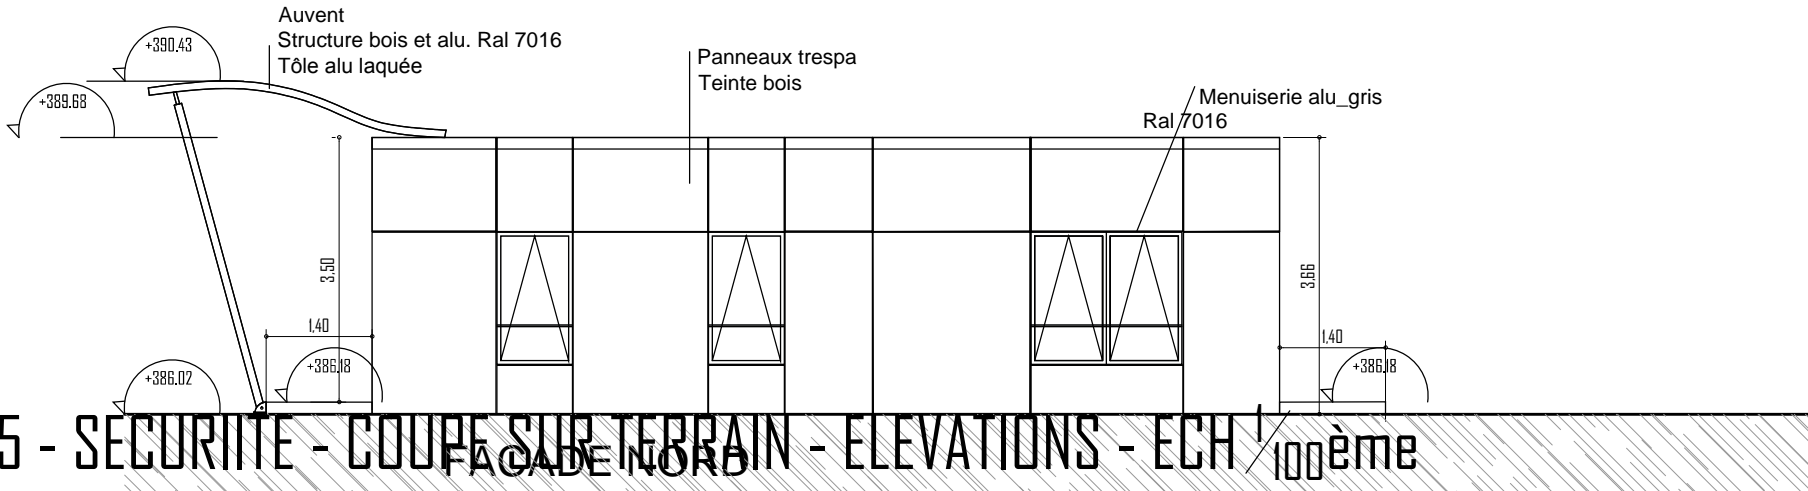 Auvent
Structure bois et alu. Ral 7016
Tôle alu laquée
+390.43
Panneaux trespa
Teinte bois
+389.68
Menuiserie alu_gris
Ral 7016
3.50
3.66
1,40
1,40
+386.18
+386.18
+386.02
5 - SECURIITE - COUPE SUR TERRAIN - ELEVATIONS - ECH 1/100ème
FACADE NORD